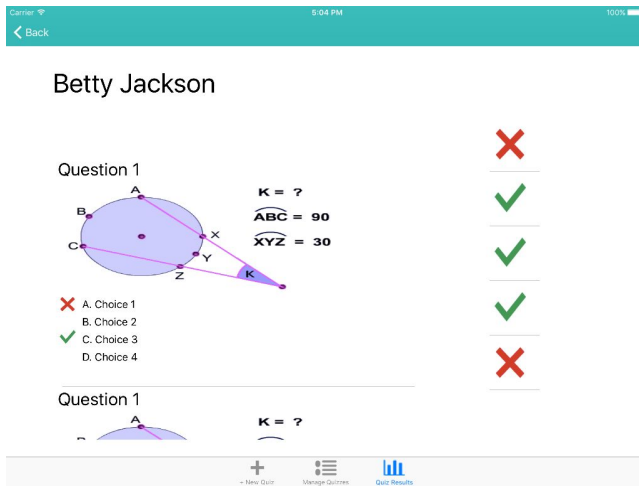 Carrier 5:04 PM 100%
Back
Betty Jackson
Question 1
A
B
C
X
Y
Z
K
K = ?
ABC = 90
XYZ = 30
A. Choice 1
B. Choice 2
C. Choice 3
D. Choice 4
Question 1
A
K = ?
+ New Quiz Manage Quizzes Quiz Results